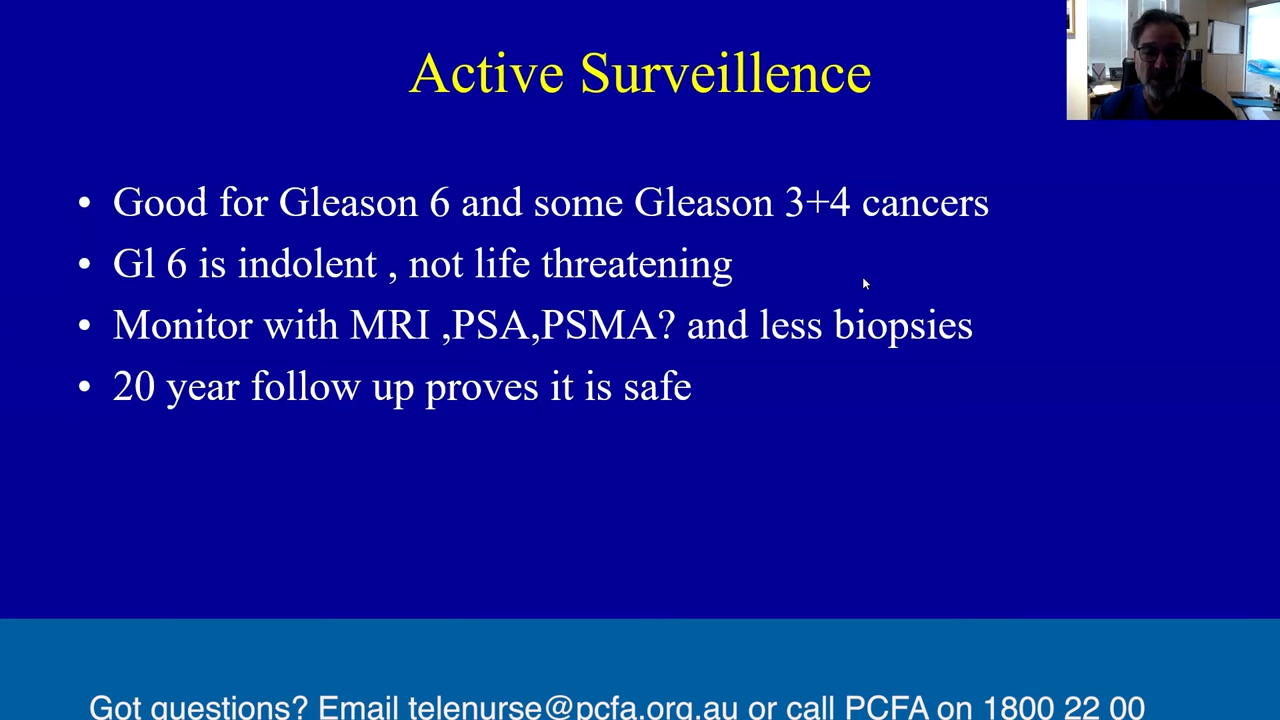 Active Surveillence
• Good for Gleason 6 and some Gleason 3+4 cancers
• Gl 6 is indolent , not life threatening
• Monitor with MRI ,PSA,PSMA? and less biopsies
• 20 year follow up proves it is safe
Got questions? Email telenurse@pcfa.org.au or call PCFA on 1800 22 00